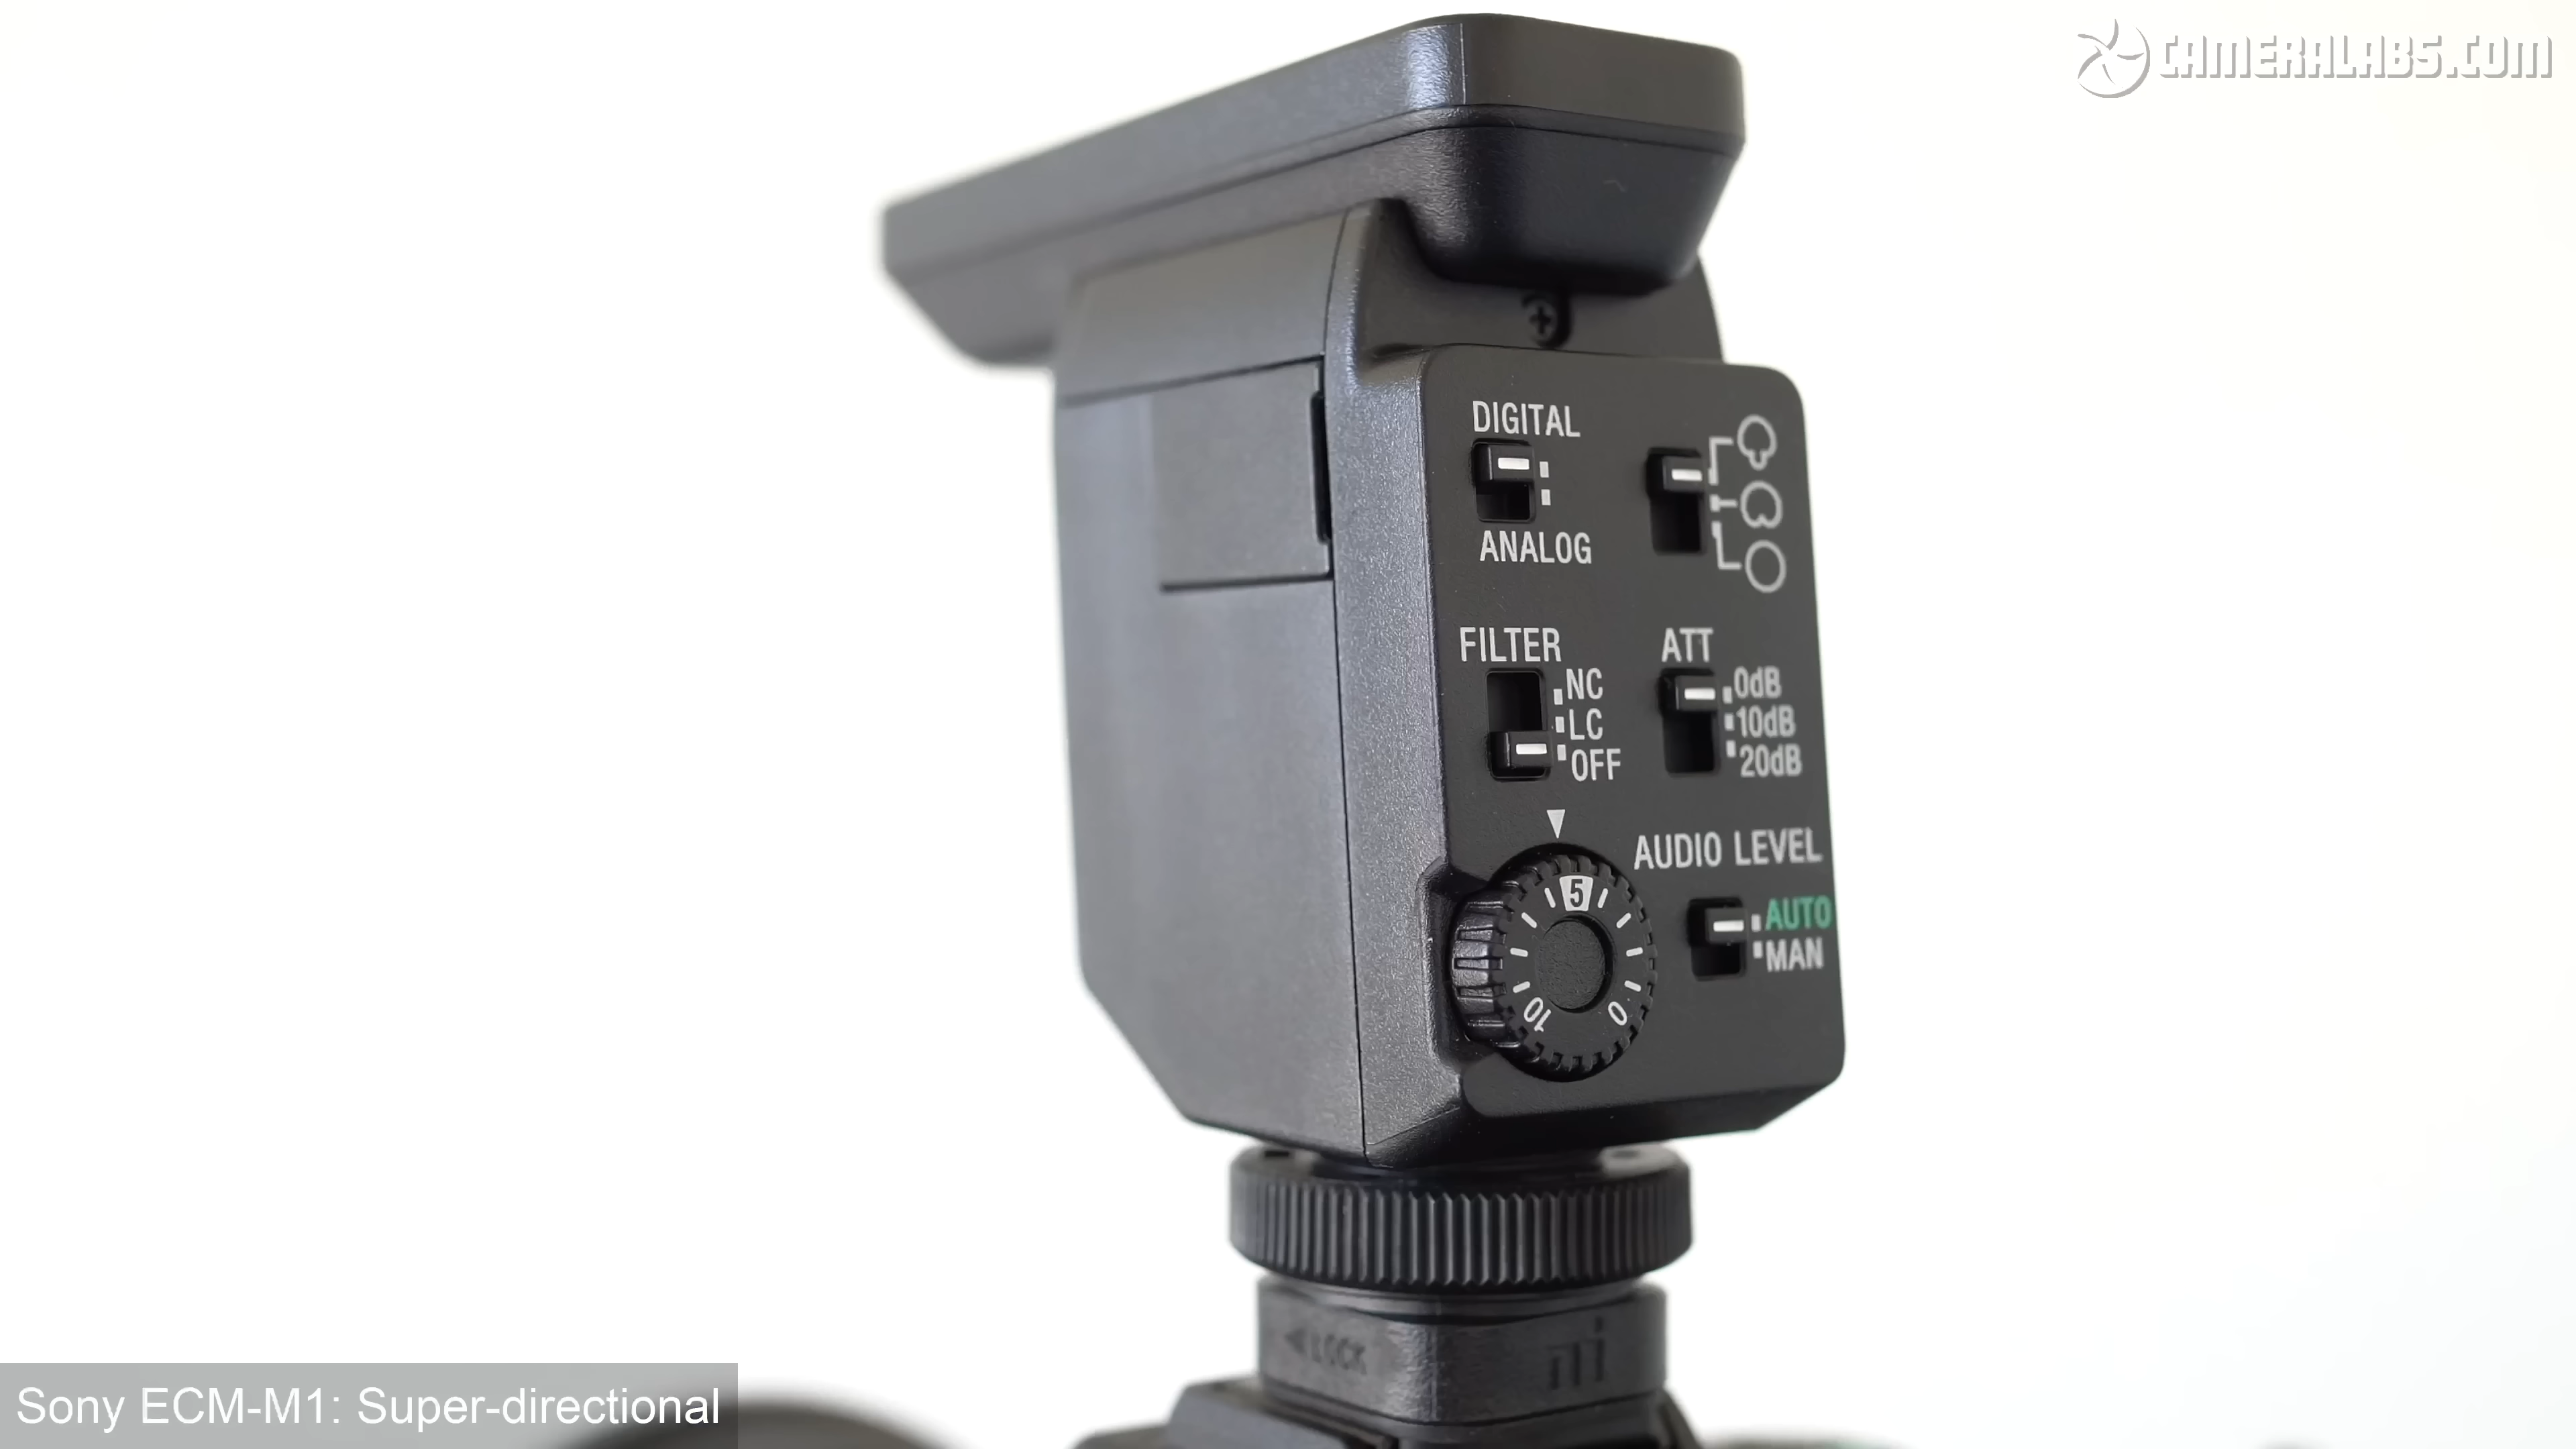 CAMERALABS.COM
DIGITAL
ANALOG
FILTER
NC
LC
OFF
ATT
0dB
10dB
20dB
AUDIO LEVEL
AUTO
MAN
5
10
0
LOCK
mi
Sony ECM-M1: Super-directional